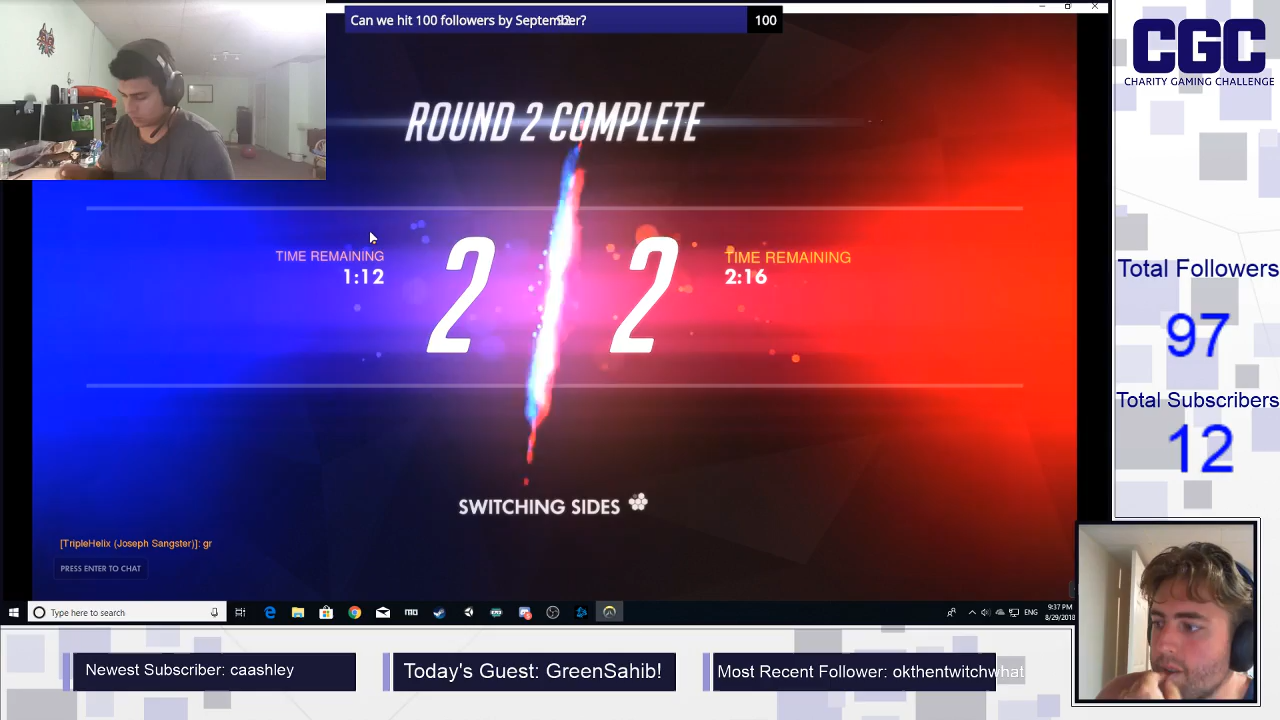 Can we hit 100 followers by September?
100
CGC
CHARITY GAMING CHALLENGE
ROUND 2 COMPLETE
TIME REMAINING
1:12
2
2
TIME REMAINING
2:16
Total Followers
97
Total Subscribers
12
SWITCHING SIDES
[TripleHelix (Joseph Sangster)]: gr
PRESS ENTER TO CHAT
Type here to search
ENG
9:37 PM
8/29/2018
Newest Subscriber: caashley
Today's Guest: GreenSahib!
Most Recent Follower: okthentwitchwhat